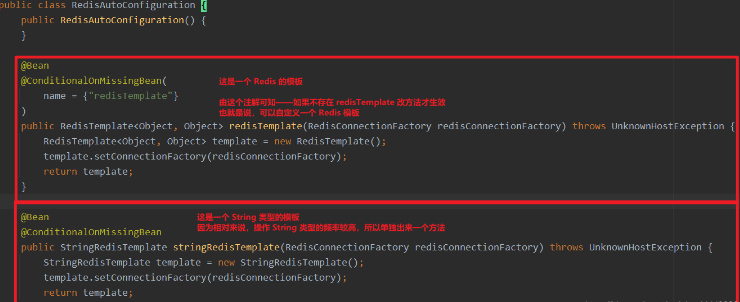 public class RedisAutoConfiguration {
public RedisAutoConfiguration() {
}
@Bean
@ConditionalOnMissingBean(
这是一个 Redis 的模板
name = {"redisTemplate"}
由这个注解可知——如果不存在 redisTemplate 改方法才生效
)
也就是说，可以自定义一个 Redis 模板
public RedisTemplate<Object, Object> redisTemplate(RedisConnectionFactory redisConnectionFactory) throws UnknownHostException {
RedisTemplate<Object, Object> template = new RedisTemplate();
template.setConnectionFactory(redisConnectionFactory);
return template;
}
@Bean
这是一个 String 类型的模板
因为相对来说，操作 String 类型的频率较高，所以单独出来一个方法
@ConditionalOnMissingBean
public StringRedisTemplate stringRedisTemplate(RedisConnectionFactory redisConnectionFactory) throws UnknownHostException {
StringRedisTemplate template = new StringRedisTemplate();
template.setConnectionFactory(redisConnectionFactory);
return template;